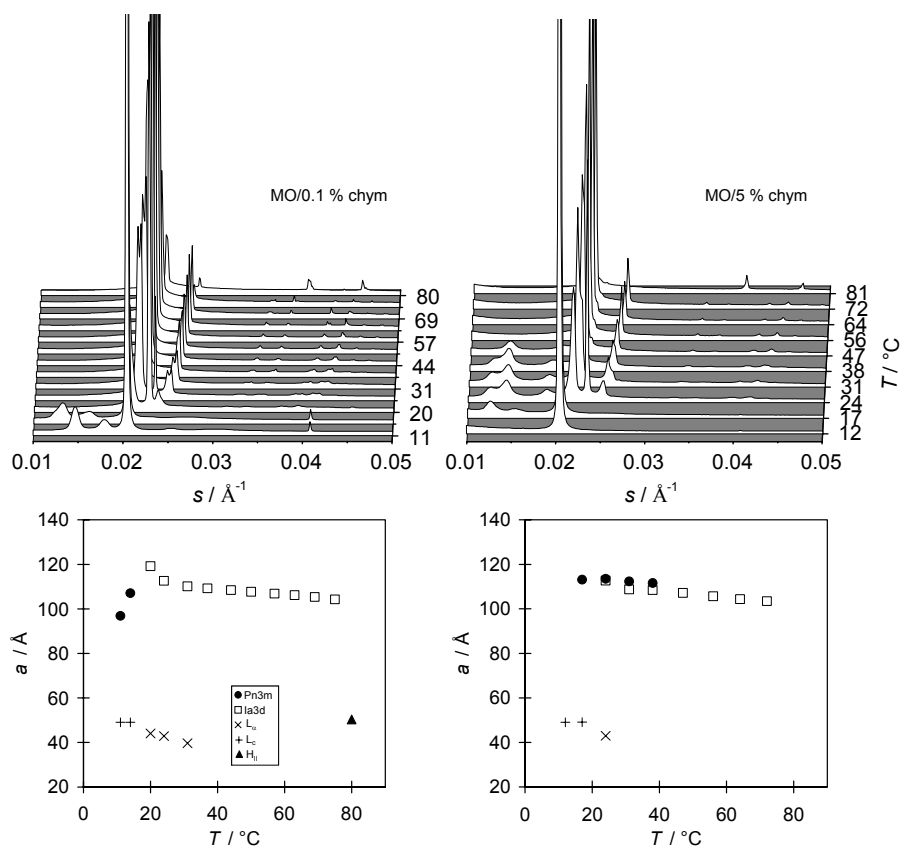 MO/0.1 % chym
80
69
57
44
31
20
11
0.01 0.02 0.03 0.04 0.05
s / Å-1
MO/5 % chym
81
72
64
56
47
38
31
24
17
12
T / °C
0.01 0.02 0.03 0.04 0.05
s / Å-1
140
120
100
80
60
40
20
a / Å
Pn3m
Ia3d
Lα
Lc
HII
0 20 40 60 80
T / °C
140
120
100
80
60
40
20
a / Å
0 20 40 60 80
T / °C